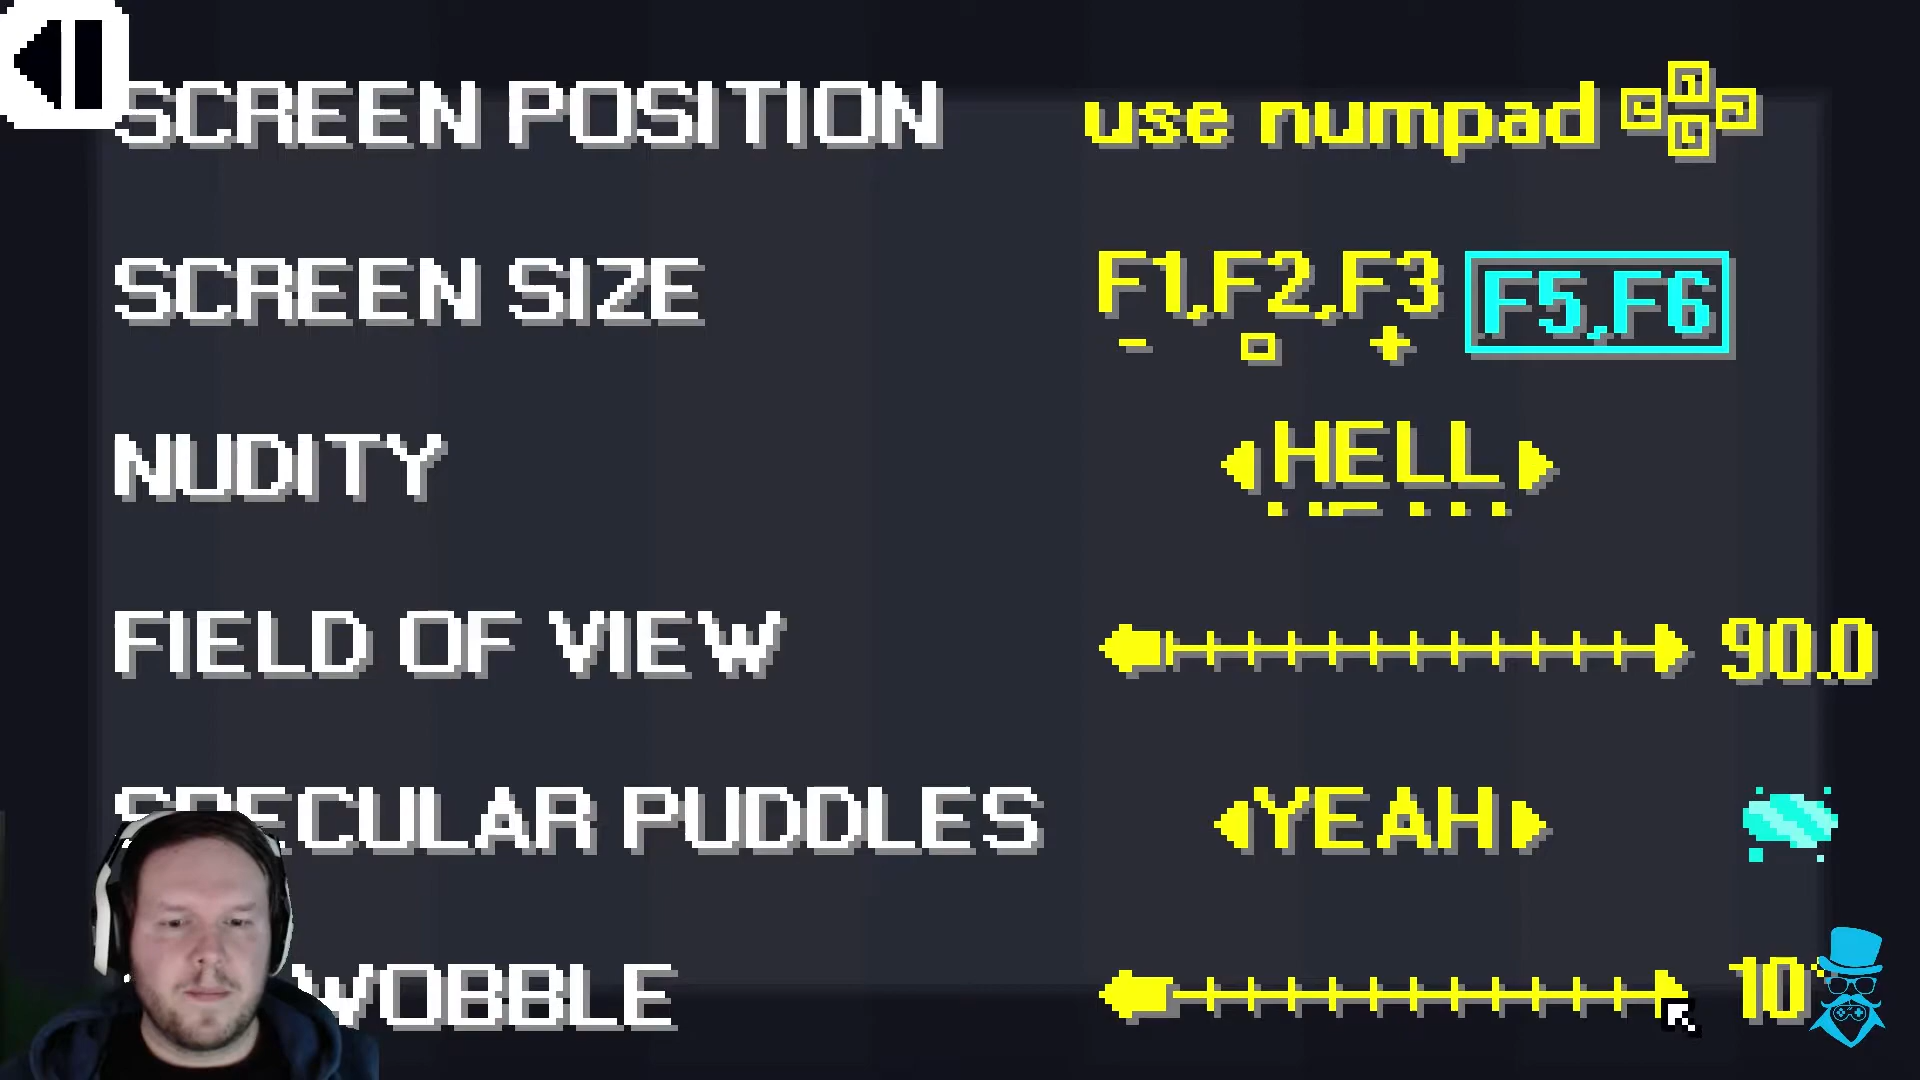 SCREEN POSITION use numpad
SCREEN SIZE F1,F2,F3 F5,F6
NUDITY HELL
FIELD OF VIEW 90.0
SPECULAR PUDDLES YEAH
WOBBLE 10